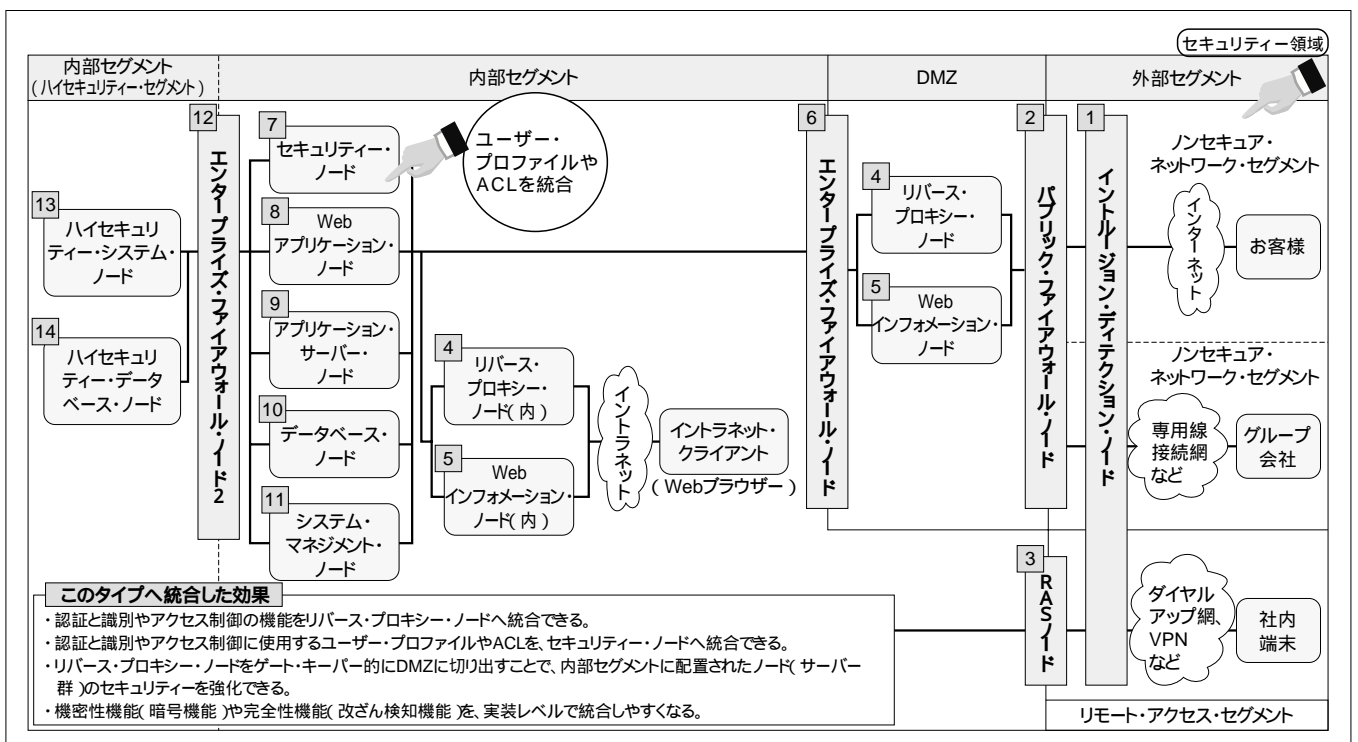 セキュリティー領域
内部セグメント
(ハイセキュリティー・セグメント)
内部セグメント
DMZ
外部セグメント
12
エンタープライズ・ファイアウォール・ノード2
13
ハイセキュリ
ティー・システム・
ノード
14
ハイセキュリ
ティー・データ
ベース・ノード
7
セキュリティー・
ノード
ユーザー・
プロファイルや
ACLを統合
8
Web
アプリケーション・
ノード
9
アプリケーション・
サーバー・
ノード
10
データベース・
ノード
11
システム・
マネジメント・
ノード
4
リバース・
プロキシー・
ノード(内)
5
Web
インフォメーション・
ノード(内)
イントラネット
イントラネット・
クライアント
(Webブラウザー)
6
エンタープライズ・ファイアウォール・ノード
4
リバース・
プロキシー・
ノード
5
Web
インフォメーション・
ノード
2
パブリック・ファイアウォール・ノード
1
イントルージョン・ディテクション・ノード
ノンセキュア・
ネットワーク・セグメント
インターネット
お客様
ノンセキュア・
ネットワーク・セグメント
専用線
接続網
など
グループ
会社
3
RASノード
ダイヤル
アップ網、
VPN
など
社内
端末
リモート・アクセス・セグメント
このタイプへ統合した効果
・認証と識別やアクセス制御の機能をリバース・プロキシー・ノードへ統合できる。
・認証と識別やアクセス制御に使用するユーザー・プロファイルやACLを、セキュリティー・ノードへ統合できる。
・リバース・プロキシー・ノードをゲート・キーパー的にDMZに切り出すことで、内部セグメントに配置されたノード(サーバー
群)のセキュリティーを強化できる。
・機密性機能(暗号機能)や完全性機能(改ざん検知機能)を、実装レベルで統合しやすくなる。